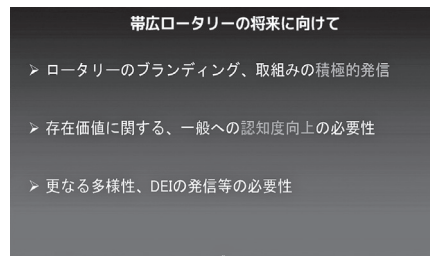 帯広ロータリーの将来に向けて
➢ ロータリーのブランディング、取組みの積極的発信
➢ 存在価値に関する、一般への認知度向上の必要性
➢ 更なる多様性、DEIの発信等の必要性